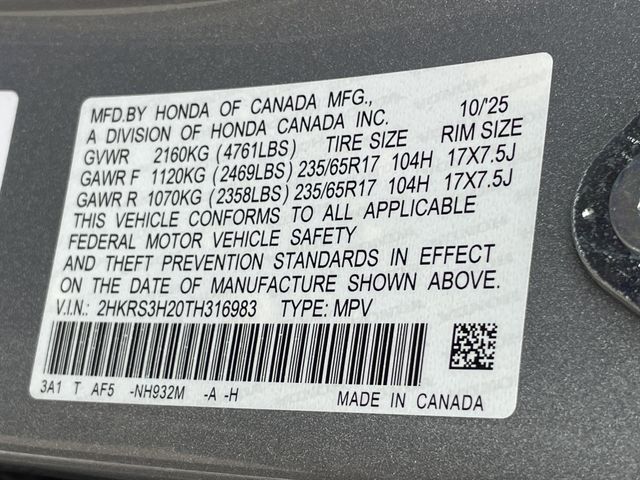 MFD.BY HONDA OF CANADA MFG., 10/'25
A DIVISION OF HONDA CANADA INC.
GVWR 2160KG (4761LBS) TIRE SIZE RIM SIZE
GAWR F 1120KG (2469LBS) 235/65R17 104H 17X7.5J
GAWR R 1070KG (2358LBS) 235/65R17 104H 17X7.5J
THIS VEHICLE CONFORMS TO ALL APPLICABLE
FEDERAL MOTOR VEHICLE SAFETY
AND THEFT PREVENTION STANDARDS IN EFFECT
ON THE DATE OF MANUFACTURE SHOWN ABOVE.
V.I.N.: 2HKRS3H20TH316983 TYPE: MPV
3A1 T AF5 -NH932M -A -H
MADE IN CANADA